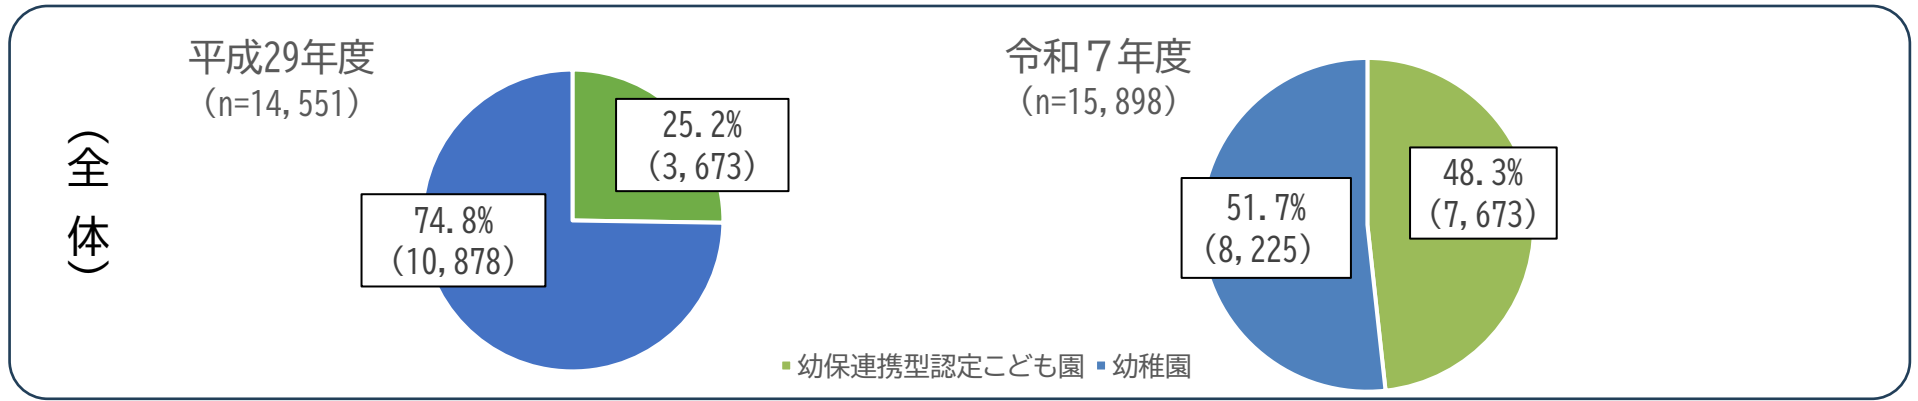 (全体)
平成29年度
(n=14,551)
25.2%
(3,673)
74.8%
(10,878)
令和７年度
(n=15,898)
48.3%
(7,673)
51.7%
(8,225)
幼保連携型認定こども園 幼稚園